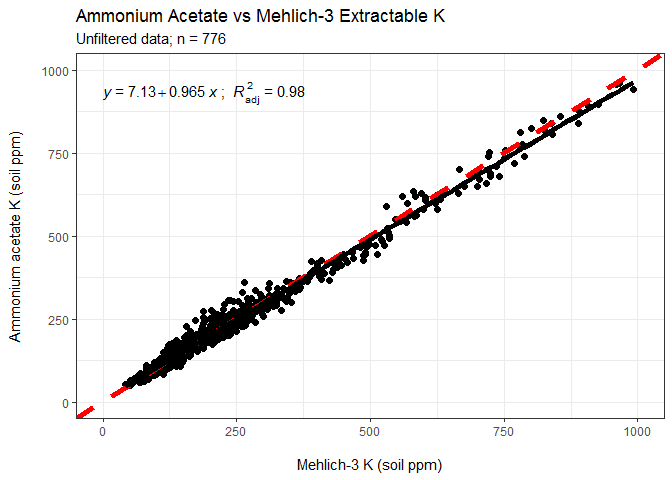 Ammonium Acetate vs Mehlich-3 Extractable K
Unfiltered data; n = 776
y = 7.13 + 0.965 x ; R²adj = 0.98
1000
750
500
250
0
Ammonium acetate K (soil ppm)
0 250 500 750 1000
Mehlich-3 K (soil ppm)